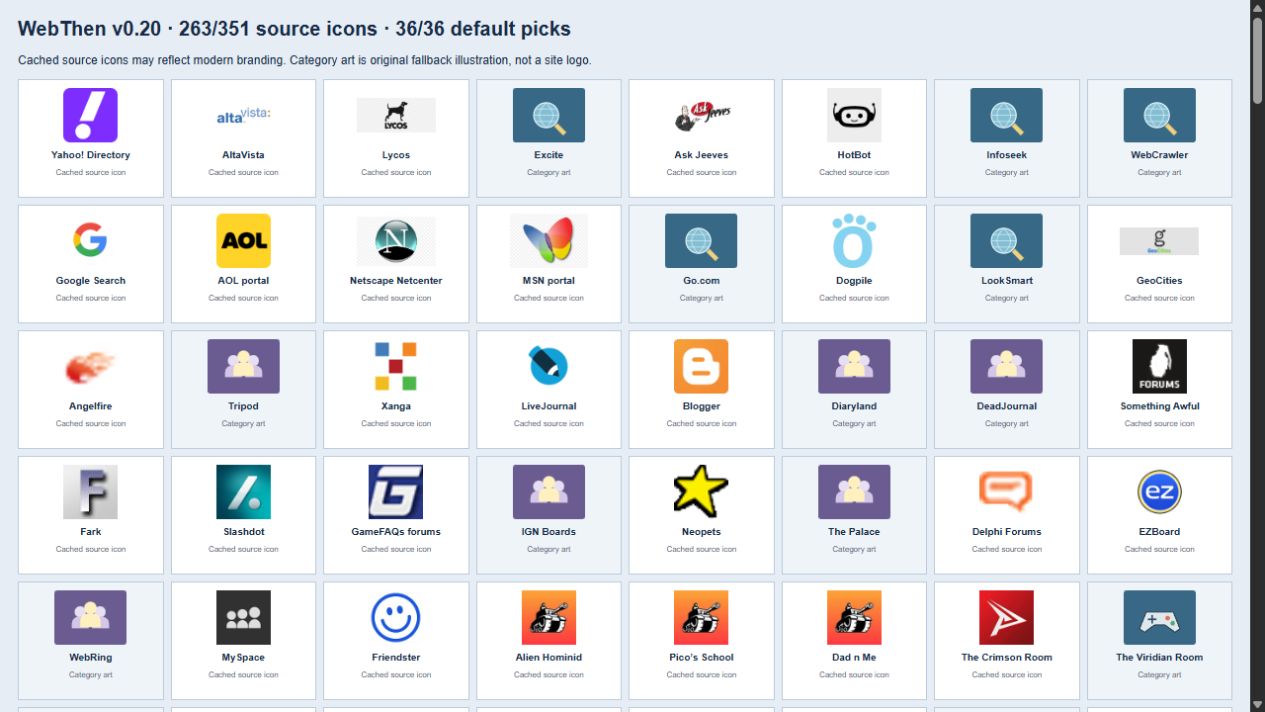 WebThen v0.20 · 263/351 source icons · 36/36 default picks
Cached source icons may reflect modern branding. Category art is original fallback illustration, not a site logo.
alta vista:
LYCOS
Ask Jeeves
Yahoo! Directory
AltaVista
Lycos
Excite
Ask Jeeves
HotBot
Infoseek
WebCrawler
Cached source icon
Cached source icon
Cached source icon
Category art
Cached source icon
Cached source icon
Category art
Category art
G
AOL
N
g
GeoCities
Google Search
AOL portal
Netscape Netcenter
MSN portal
Go.com
Dogpile
LookSmart
GeoCities
Cached source icon
Cached source icon
Cached source icon
Cached source icon
Category art
Cached source icon
Category art
Cached source icon
B
FORUMS
Angelfire
Tripod
Xanga
LiveJournal
Blogger
Diaryland
DeadJournal
Something Awful
Cached source icon
Category art
Cached source icon
Cached source icon
Cached source icon
Category art
Category art
Cached source icon
F
G
ez
Fark
Slashdot
GameFAQs forums
IGN Boards
Neopets
The Palace
Delphi Forums
EZBoard
Cached source icon
Cached source icon
Cached source icon
Category art
Cached source icon
Category art
Cached source icon
Cached source icon
WebRing
MySpace
Friendster
Alien Hominid
Pico's School
Dad n Me
The Crimson Room
The Viridian Room
Category art
Cached source icon
Cached source icon
Cached source icon
Cached source icon
Cached source icon
Cached source icon
Category art